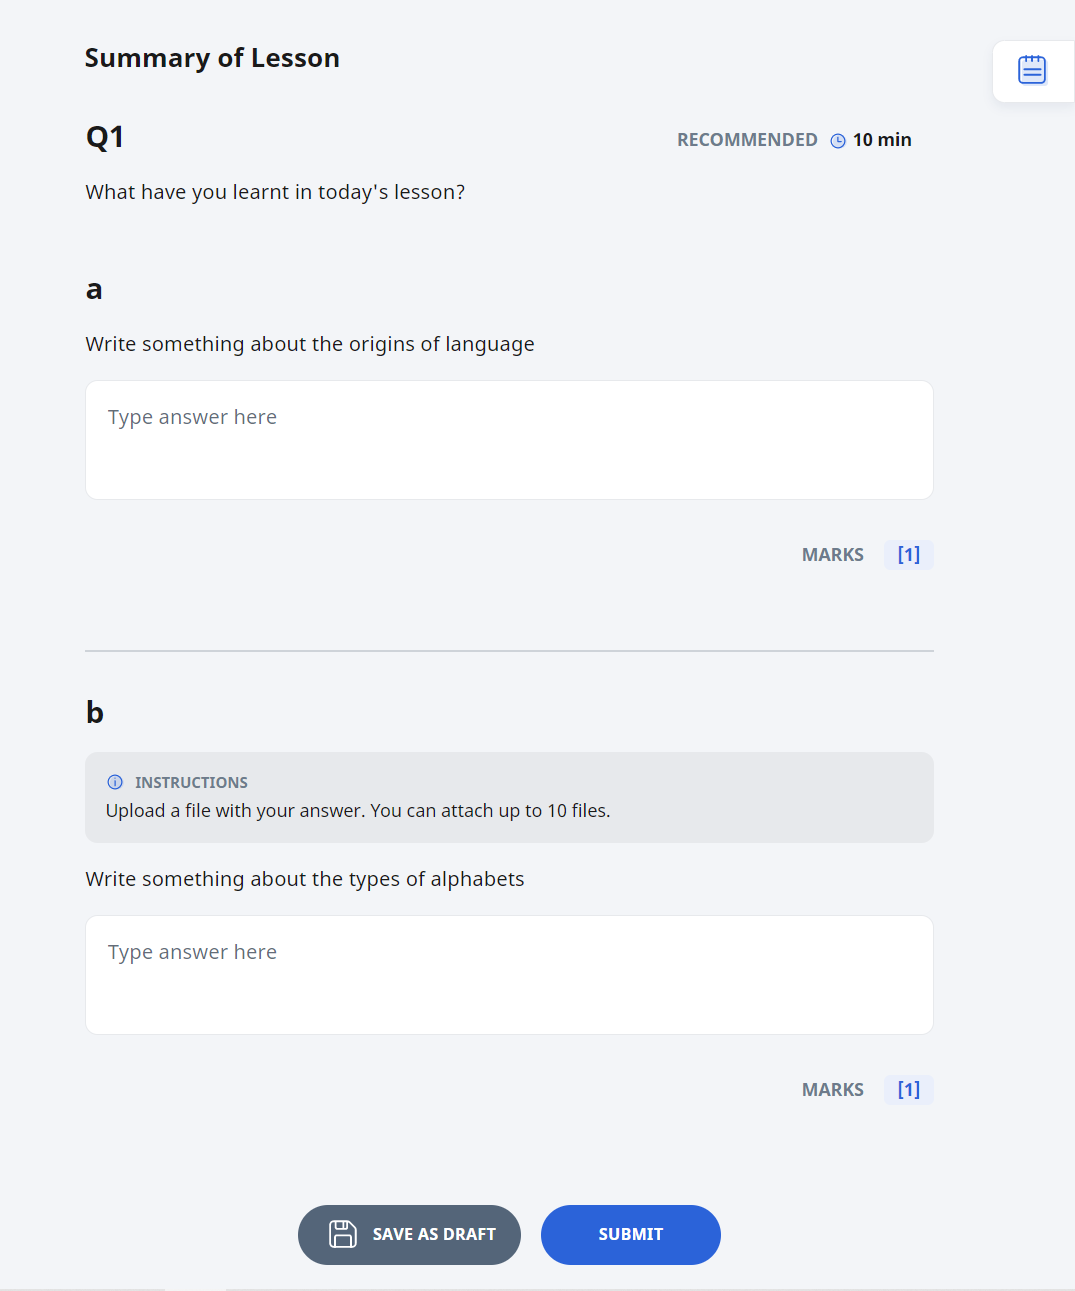 Summary of Lesson
Q1
RECOMMENDED 10 min
What have you learnt in today's lesson?
a
Write something about the origins of language
Type answer here
MARKS [1]
b
INSTRUCTIONS
Upload a file with your answer. You can attach up to 10 files.
Write something about the types of alphabets
Type answer here
MARKS [1]
SAVE AS DRAFT SUBMIT